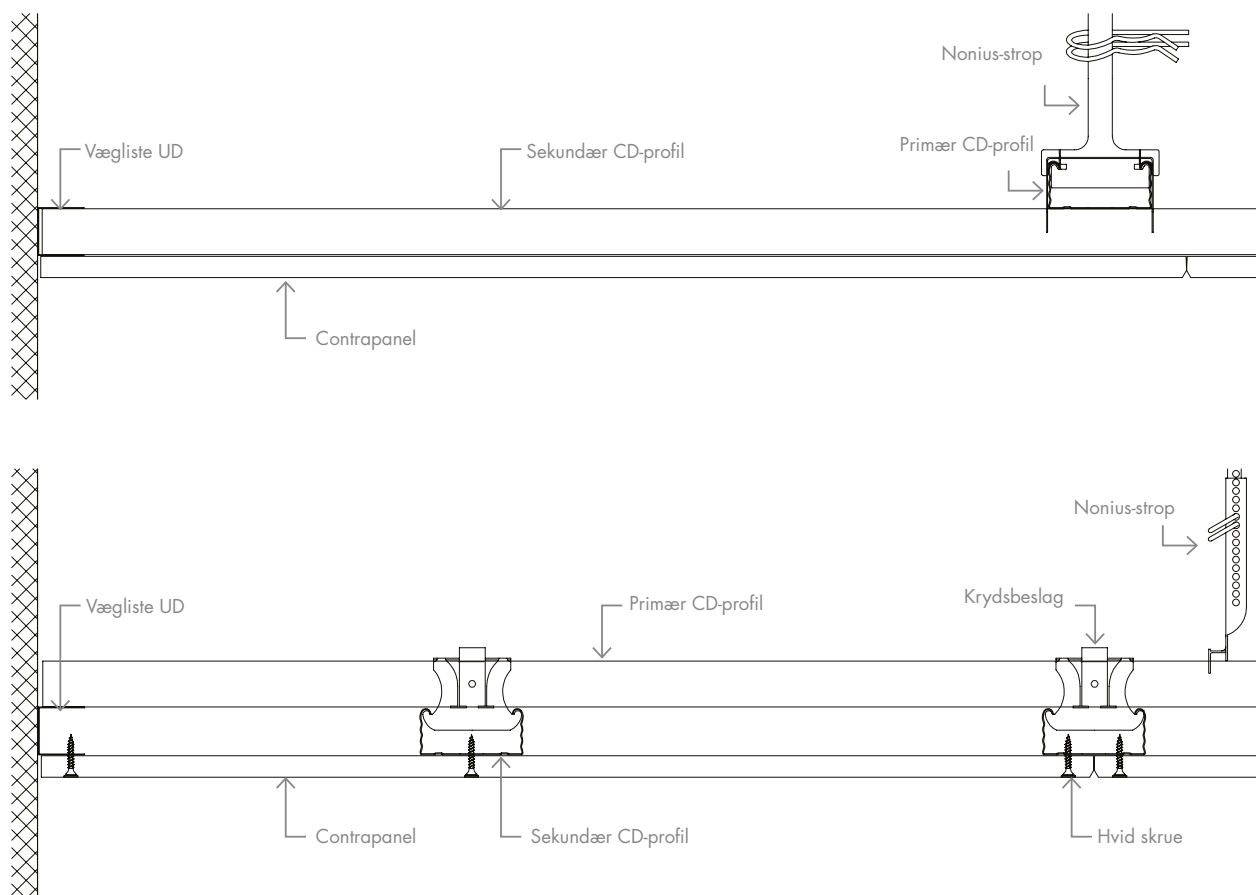 Nonius-strop
Primær CD-profil
Vægliste UD
Sekundær CD-profil
Contrapanel
Nonius-strop
Vægliste UD
Primær CD-profil
Krydsbeslag
Contrapanel
Sekundær CD-profil
Hvid skrue